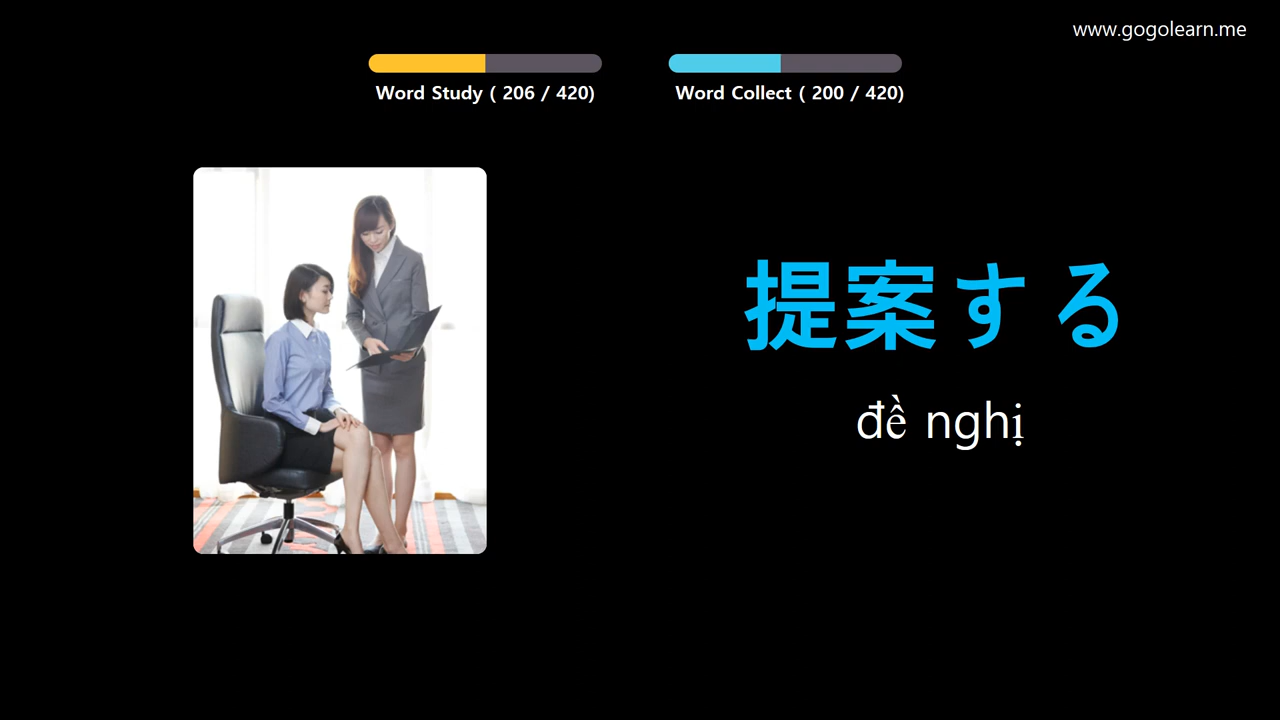 www.gogolearn.me
Word Study ( 206 / 420)
Word Collect ( 200 / 420)
提案する
đề nghị